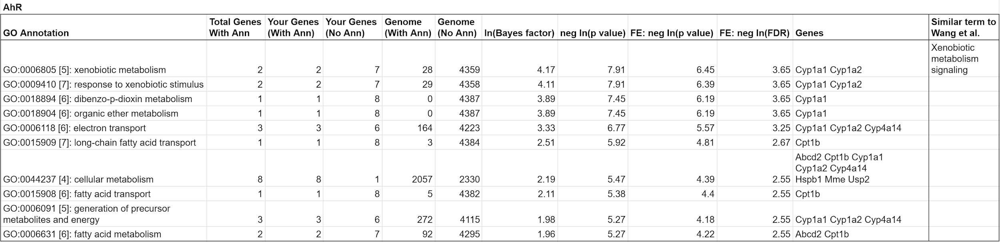 AhR
GO Annotation Total Genes With Ann Your Genes (With Ann) Your Genes (No Ann) Genome (With Ann) Genome (No Ann) ln(Bayes factor) neg ln(p value) FE: neg ln(p value) FE: neg ln(FDR) Genes Similar term to Wang et al.
GO:0006805 [5]: xenobiotic metabolism 2 2 7 28 4359 4.17 7.91 6.45 3.65 Cyp1a1 Cyp1a2 Xenobiotic metabolism signaling
GO:0009410 [7]: response to xenobiotic stimulus 2 2 7 29 4358 4.11 7.91 6.39 3.65 Cyp1a1 Cyp1a2
GO:0018894 [6]: dibenzo-p-dioxin metabolism 1 1 8 0 4387 3.89 7.45 6.19 3.65 Cyp1a1
GO:0018904 [6]: organic ether metabolism 1 1 8 0 4387 3.89 7.45 6.19 3.65 Cyp1a1
GO:0006118 [6]: electron transport 3 3 6 164 4223 3.33 6.77 5.57 3.25 Cyp1a1 Cyp1a2 Cyp4a14
GO:0015909 [7]: long-chain fatty acid transport 1 1 8 3 4384 2.51 5.92 4.81 2.67 Cpt1b
GO:0044237 [4]: cellular metabolism 8 8 1 2057 2330 2.19 5.47 4.39 2.55 Abcd2 Cpt1b Cyp1a1 Cyp1a2 Cyp4a14 Hspb1 Mme Usp2
GO:0015908 [6]: fatty acid transport 1 1 8 5 4382 2.11 5.38 4.4 2.55 Cpt1b
GO:0006091 [5]: generation of precursor metabolites and energy 3 3 6 272 4115 1.98 5.27 4.18 2.55 Cyp1a1 Cyp1a2 Cyp4a14
GO:0006631 [6]: fatty acid metabolism 2 2 7 92 4295 1.96 5.27 4.22 2.55 Abcd2 Cpt1b